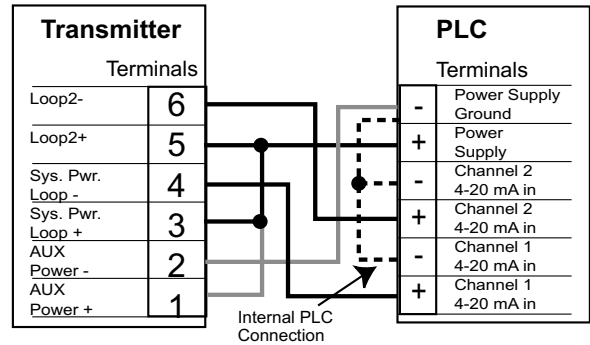 Transmitter
Terminals
Loop2-
6
Loop2+
5
Sys. Pwr.
Loop -
4
Sys. Pwr.
Loop +
3
AUX
Power -
2
AUX
Power +
1
Internal PLC
Connection
PLC
Terminals
-
Power Supply
Ground
+
Power
Supply
-
Channel 2
4-20 mA in
+
Channel 2
4-20 mA in
-
Channel 1
4-20 mA in
+
Channel 1
4-20 mA in